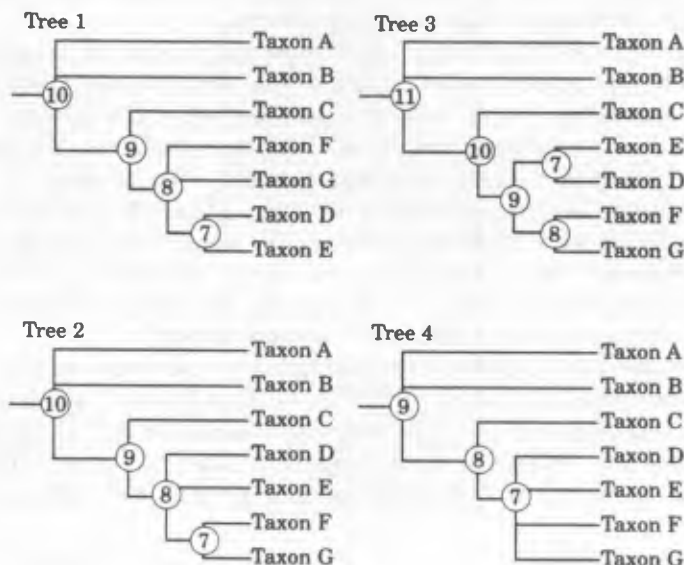 Tree 1
Taxon A
Taxon B
10
Taxon C
9
Taxon F
8
Taxon G
Taxon D
7
Taxon E
Tree 3
Taxon A
Taxon B
11
Taxon C
10
Taxon E
7
Taxon D
9
Taxon F
8
Taxon G
Tree 2
Taxon A
Taxon B
10
Taxon C
9
Taxon D
8
Taxon E
Taxon F
7
Taxon G
Tree 4
Taxon A
Taxon B
9
Taxon C
8
Taxon D
7
Taxon E
Taxon F
Taxon G